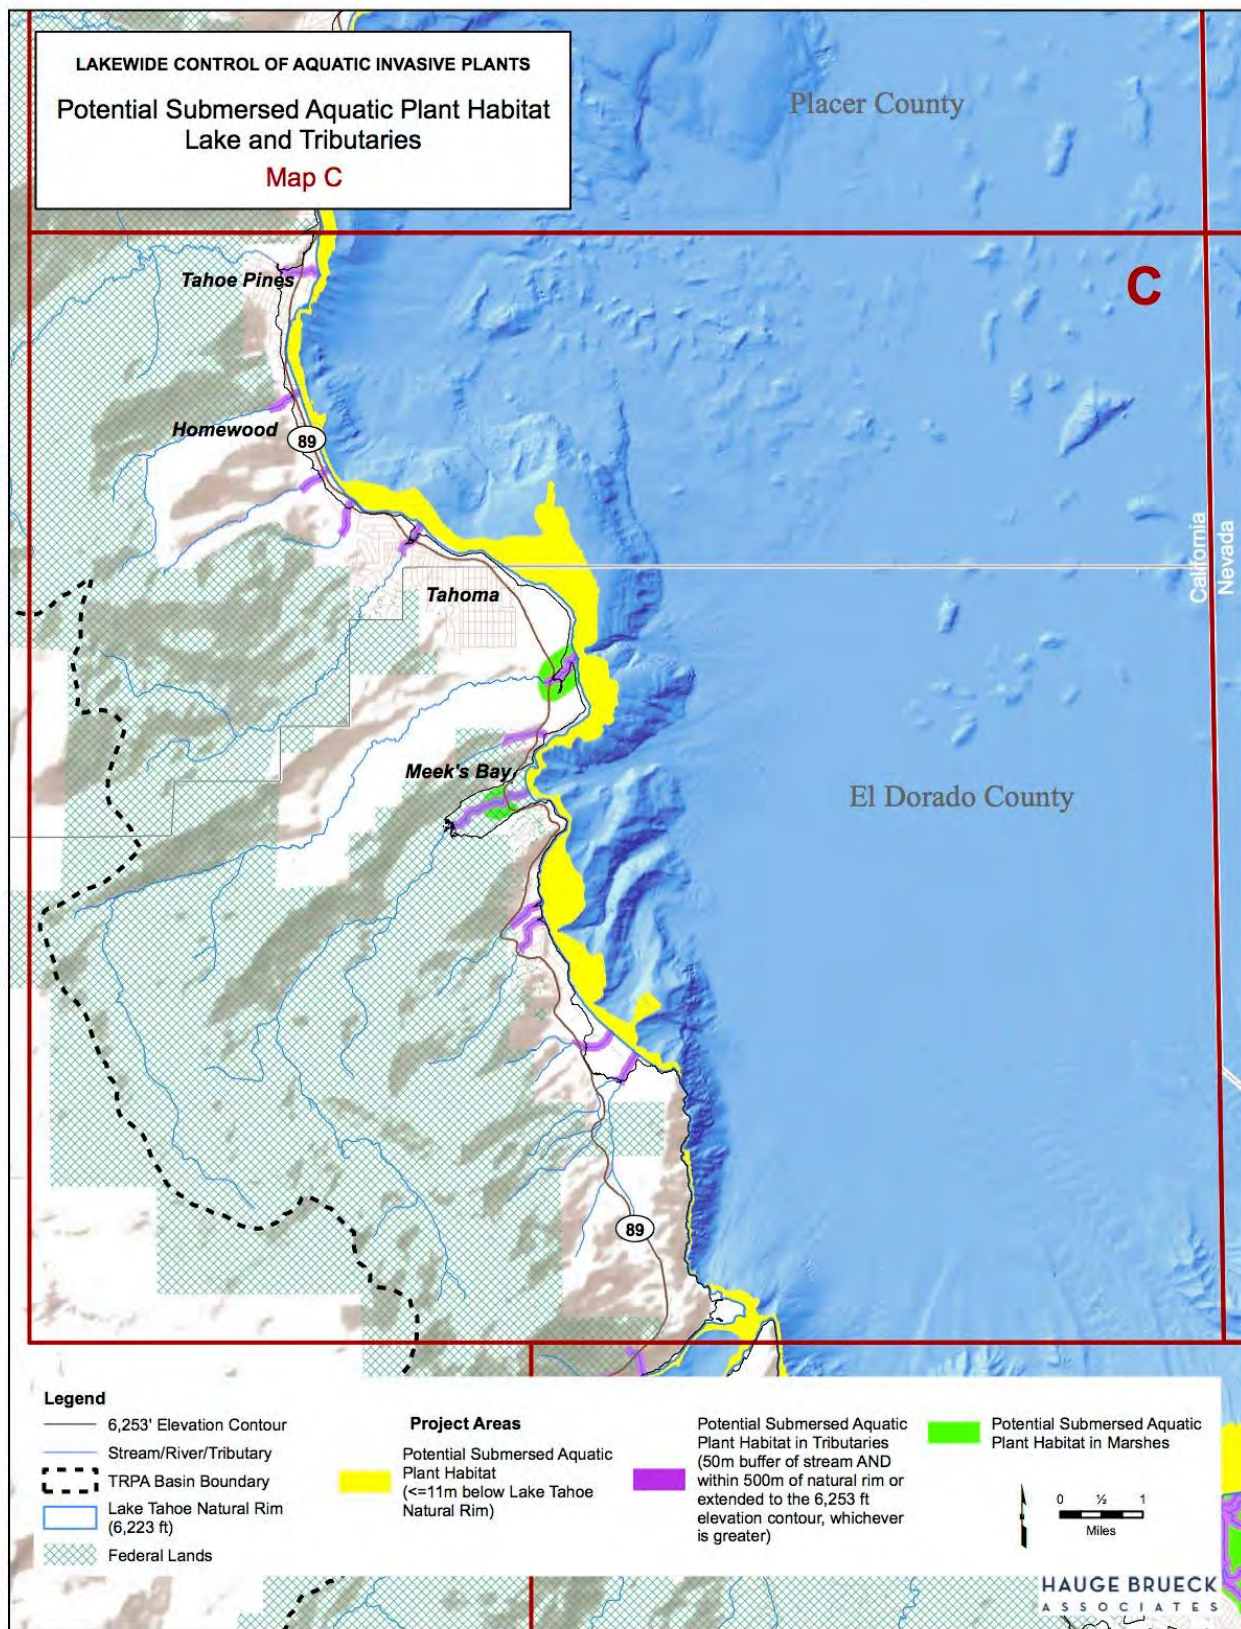 LAKEWIDE CONTROL OF AQUATIC INVASIVE PLANTS
Potential Submersed Aquatic Plant Habitat
Lake and Tributaries
Map C
Placer County
C
Tahoe Pines
Homewood
89
California
Nevada
Tahoma
Meek's Bay
El Dorado County
89
Legend
6,253' Elevation Contour
Stream/River/Tributary
TRPA Basin Boundary
Lake Tahoe Natural Rim
(6,223 ft)
Federal Lands
Project Areas
Potential Submersed Aquatic
Plant Habitat
(<=11m below Lake Tahoe
Natural Rim)
Potential Submersed Aquatic
Plant Habitat in Tributaries
(50m buffer of stream AND
within 500m of natural rim or
extended to the 6,253 ft
elevation contour, whichever
is greater)
Potential Submersed Aquatic
Plant Habitat in Marshes
0 ½ 1
Miles
HAUGE BRUECK
ASSOCIATES